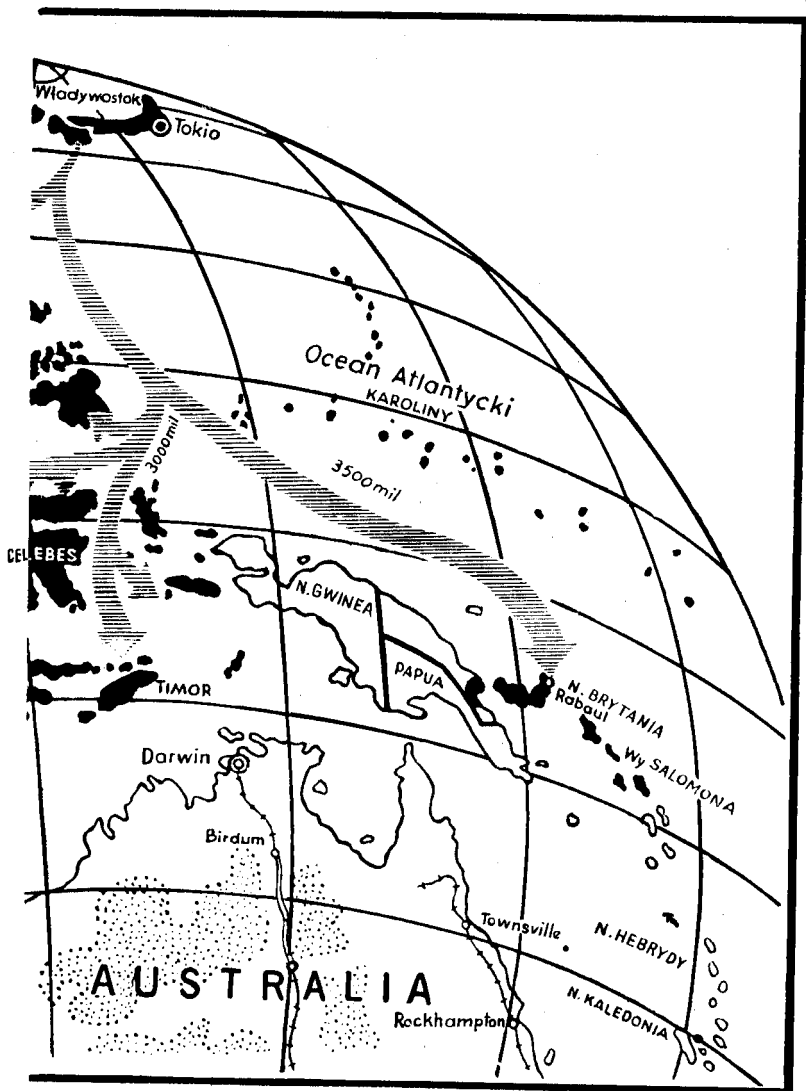 Władywostok
Tokio
Ocean Atlantycki
KAROLINY
3000mil
3500mil
CELEBES
N. GWINEA
PAPUA
TIMOR
N. BRYTANIA
Rabaul
Wy SALOMONA
Darwin
Birdum
Townsville
N. HEBRYDY
AUSTRALIA
N. KALEDONIA
Rockhampton